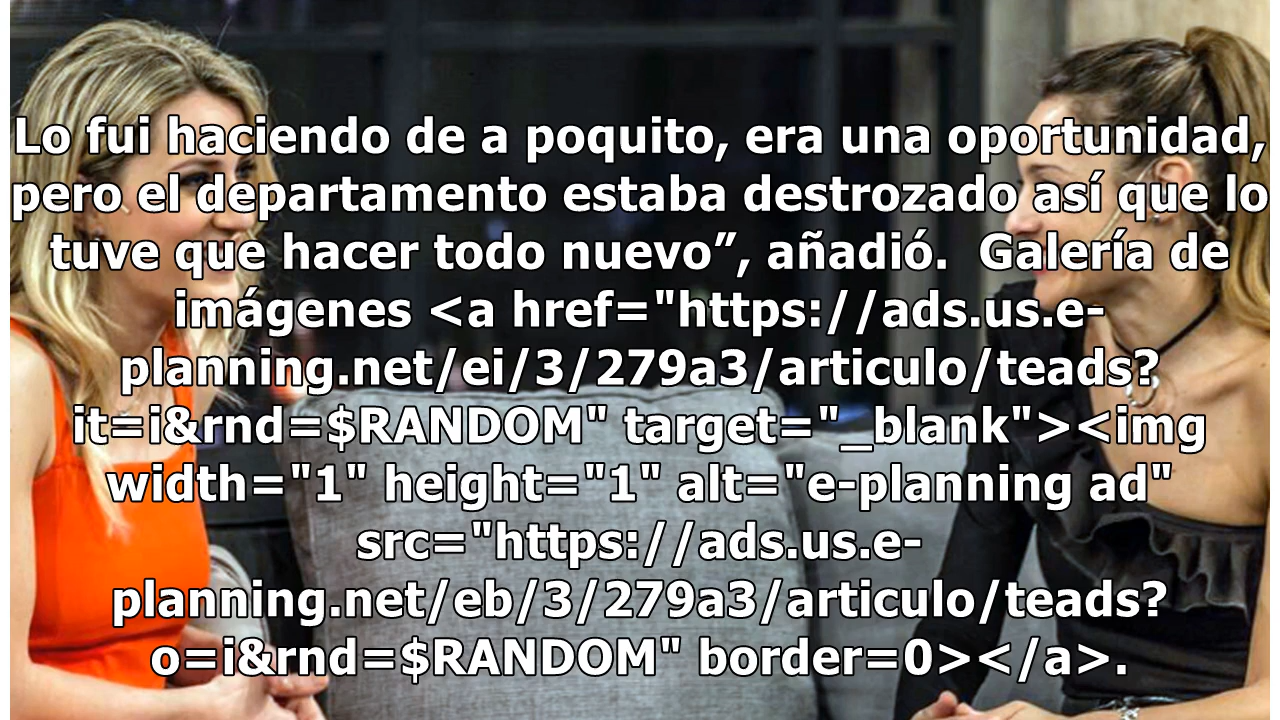 Lo fui haciendo de a poquito, era una oportunidad,
pero el departamento estaba destrozado así que lo
tuve que hacer todo nuevo”, añadió.  Galería de
imágenes <a href="https://ads.us.e-
planning.net/ei/3/279a3/articulo/teads?
it=i&rnd=$RANDOM" target="_blank"><img
width="1" height="1" alt="e-planning ad"
src="https://ads.us.e-
planning.net/eb/3/279a3/articulo/teads?
o=i&rnd=$RANDOM" border=0></a>.